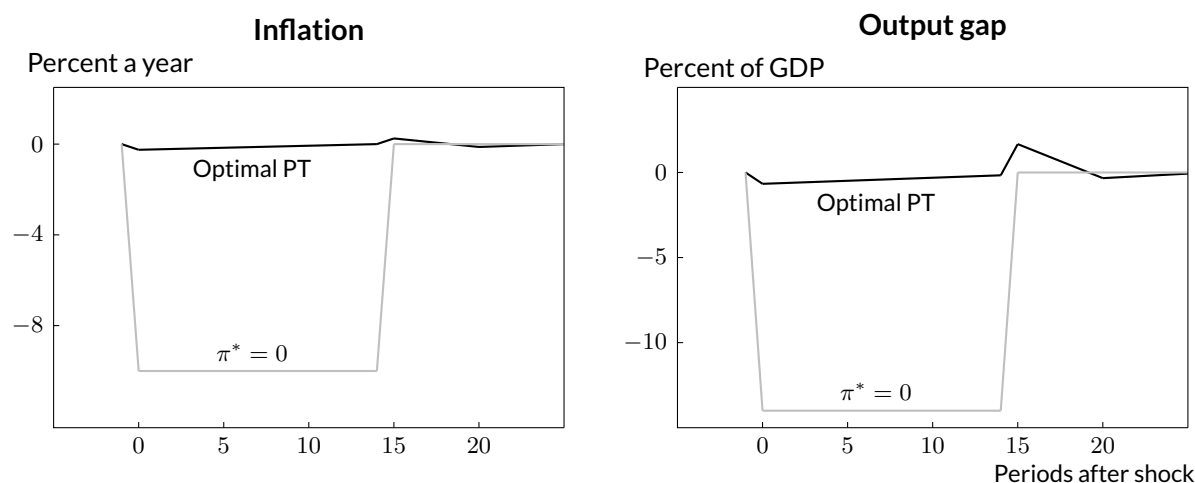 Inflation
Percent a year
0
−4
−8
Optimal PT
π* = 0
0 5 10 15 20
Output gap
Percent of GDP
0
−5
−10
Optimal PT
π* = 0
0 5 10 15 20
Periods after shock